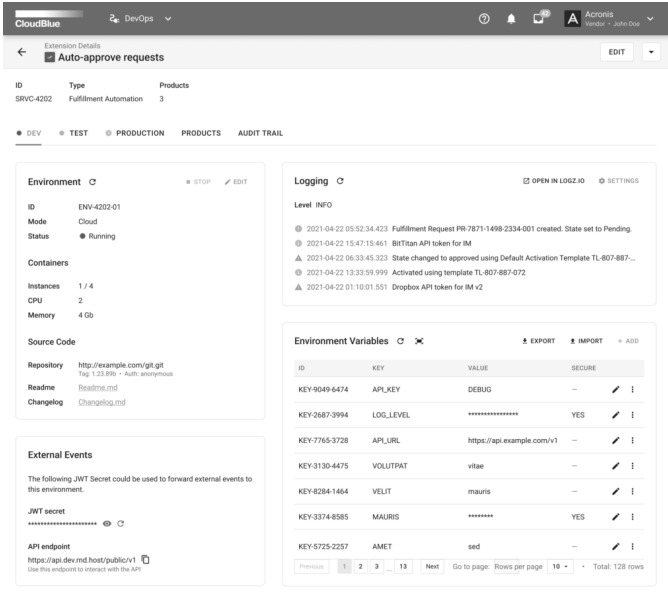 CloudBlue
DevOps
42
Acronis
Vendor • John Doe
Extension Details
Auto-approve requests
EDIT
ID Type Products
SRVC-4202 Fulfillment Automation 3
DEV TEST PRODUCTION PRODUCTS AUDIT TRAIL
Environment
STOP EDIT
ID ENV-4202-01
Mode Cloud
Status Running
Containers
Instances 1 / 4
CPU 2
Memory 4 Gb
Source Code
Repository http://example.com/git.git
Tag: 1.23.89b • Auth: anonymous
Readme Readme.md
Changelog Changelog.md
External Events
The following JWT Secret could be used to forward external events to
this environment.
JWT secret
***********************
API endpoint
https://api.dev.rnd.host/public/v1
Use this endpoint to interact with the API
Logging
OPEN IN LOGZ.IO SETTINGS
Level INFO
2021-04-22 05:52:34.423 Fulfillment Request PR-7871-1498-2334-001 created. State set to Pending.
2021-04-22 15:47:15:461 BitTitan API token for IM
2021-04-22 06:33:45.323 State changed to approved using Default Activation Template TL-807-887-...
2021-04-22 13:33:59.999 Activated using template TL-807-887-072
2021-04-22 01:10:01.551 Dropbox API token for IM v2
Environment Variables
EXPORT IMPORT + ADD
ID KEY VALUE SECURE
KEY-9049-6474 API_KEY DEBUG —
KEY-2687-3994 LOG_LEVEL **************** YES
KEY-7765-3728 API_URL https://api.example.com/v1 —
KEY-3130-4475 VOLUTPAT vitae —
KEY-8284-1464 VELIT mauris —
KEY-3374-8585 MAURIS ******** YES
KEY-5725-2257 AMET sed —
Previous 1 2 3 ... 13 Next Go to page: Rows per page 10 • Total: 128 rows